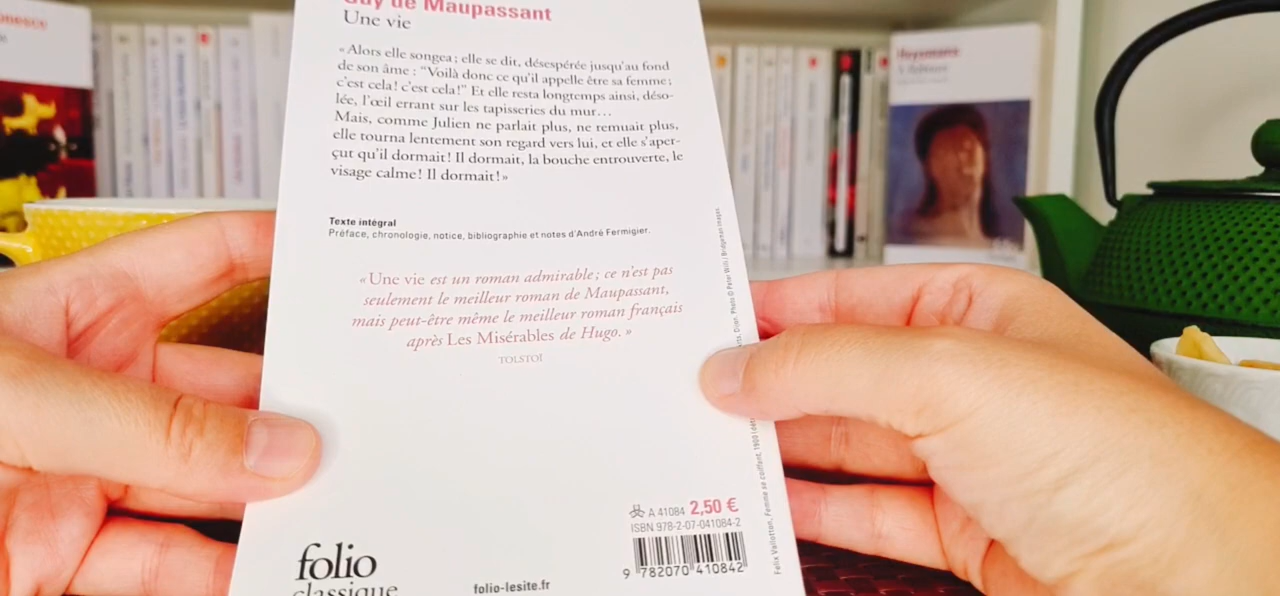 Guy de Maupassant
Une vie
« Alors elle songea ; elle se dit, désespérée jusqu'au fond
de son âme : "Voilà donc ce qu'il appelle être sa femme ;
c'est cela ! c'est cela !" Et elle resta longtemps ainsi, déso-
lée, l'œil errant sur les tapisseries du mur…
Mais, comme Julien ne parlait plus, ne remuait plus,
elle tourna lentement son regard vers lui, et elle s'aper-
çut qu'il dormait ! Il dormait, la bouche entrouverte, le
visage calme ! Il dormait ! »
Texte intégral
Préface, chronologie, notice, bibliographie et notes d'André Fermigier.
« Une vie est un roman admirable ; ce n'est pas
seulement le meilleur roman de Maupassant,
mais peut-être même le meilleur roman français
après Les Misérables de Hugo. »
TOLSTOÏ
A 41084 2,50 €
ISBN 978-2-07-041084-2
9 782070 410842
folio
classique
folio-lesite.fr
Felix Vallotton, Femme se coiffant, 1900
Photo © Peter Willi / Bridgeman Images.
Huysmans